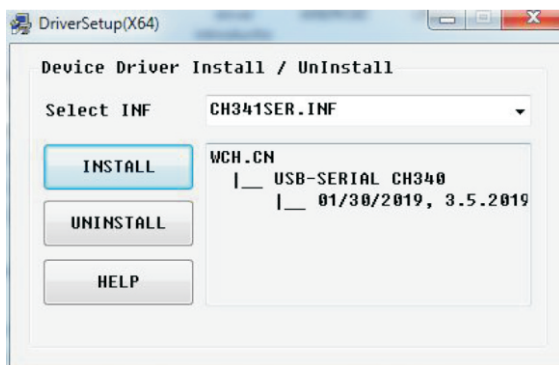 DriverSetup(X64)
Device Driver Install / UnInstall
Select INF
CH341SER.INF
INSTALL
WCH.CN
|__ USB-SERIAL CH340
|__ 01/30/2019, 3.5.2019
UNINSTALL
HELP